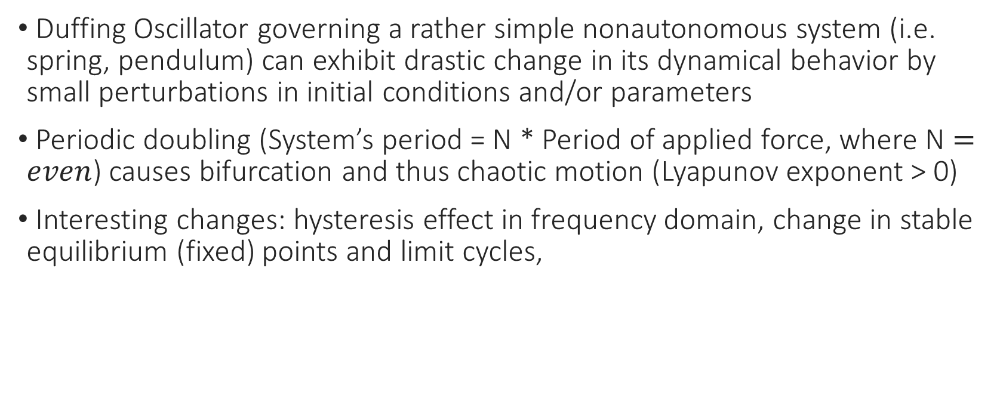 • Duffing Oscillator governing a rather simple nonautonomous system (i.e.
spring, pendulum) can exhibit drastic change in its dynamical behavior by
small perturbations in initial conditions and/or parameters
• Periodic doubling (System’s period = N * Period of applied force, where N =
even) causes bifurcation and thus chaotic motion (Lyapunov exponent > 0)
• Interesting changes: hysteresis effect in frequency domain, change in stable
equilibrium (fixed) points and limit cycles,